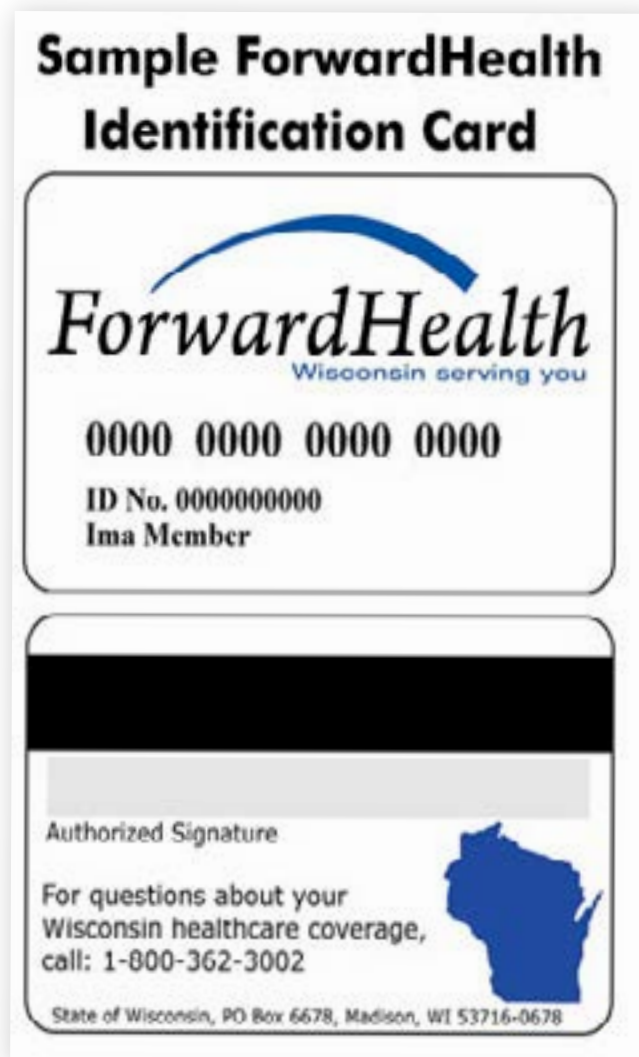 Sample ForwardHealth
Identification Card
ForwardHealth
Wisconsin serving you
0000 0000 0000 0000
ID No. 0000000000
Ima Member
Authorized Signature
For questions about your
Wisconsin healthcare coverage,
call: 1-800-362-3002
State of Wisconsin, PO Box 6678, Madison, WI 53716-0678